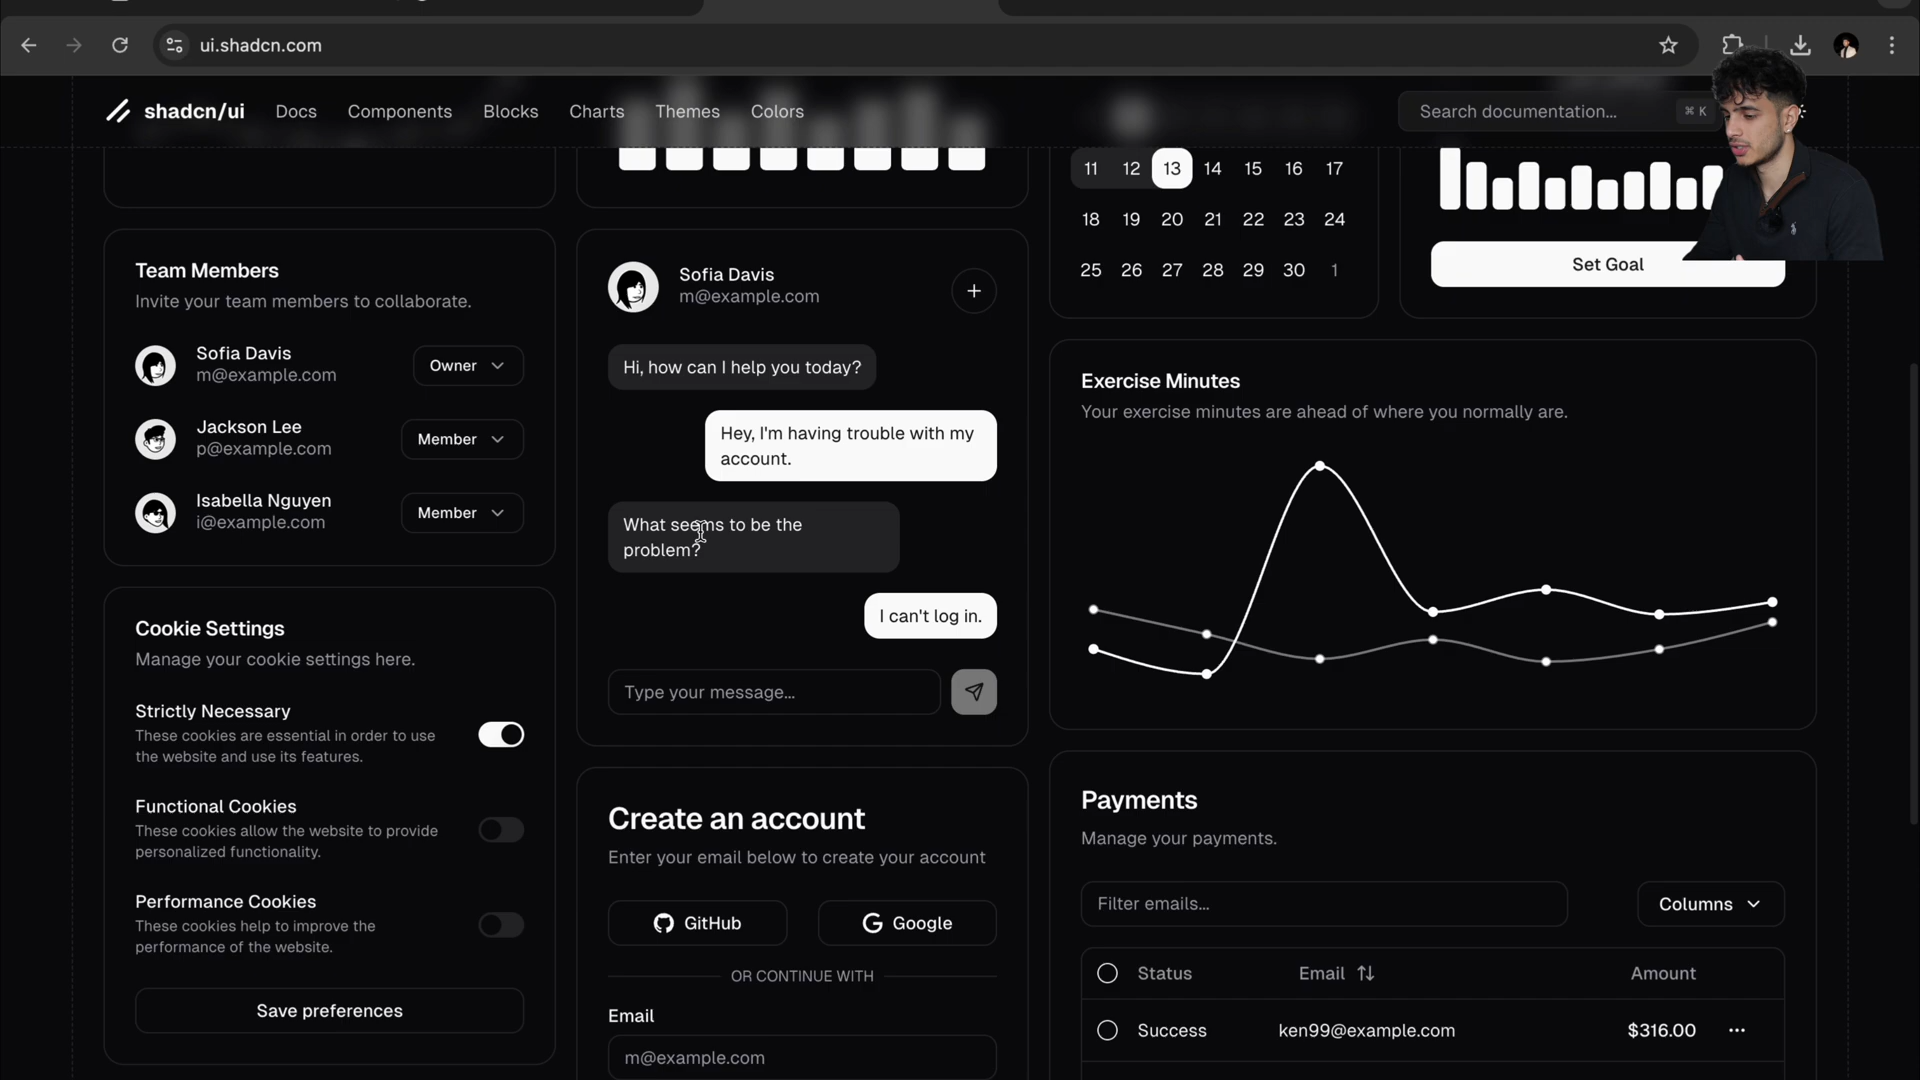 ui.shadcn.com
shadcn/ui
Docs
Components
Blocks
Charts
Themes
Colors
Search documentation...
⌘ K
11 12 13 14 15 16 17
18 19 20 21 22 23 24
25 26 27 28 29 30 1
Set Goal
Team Members
Invite your team members to collaborate.
Sofia Davis
m@example.com
Owner
Jackson Lee
p@example.com
Member
Isabella Nguyen
i@example.com
Member
Cookie Settings
Manage your cookie settings here.
Strictly Necessary
These cookies are essential in order to use
the website and use its features.
Functional Cookies
These cookies allow the website to provide
personalized functionality.
Performance Cookies
These cookies help to improve the
performance of the website.
Save preferences
Sofia Davis
m@example.com
Hi, how can I help you today?
Hey, I'm having trouble with my
account.
What seems to be the
problem?
I can't log in.
Type your message...
Create an account
Enter your email below to create your account
GitHub
Google
OR CONTINUE WITH
Email
m@example.com
Exercise Minutes
Your exercise minutes are ahead of where you normally are.
Payments
Manage your payments.
Filter emails...
Columns
Status Email Amount
Success ken99@example.com $316.00